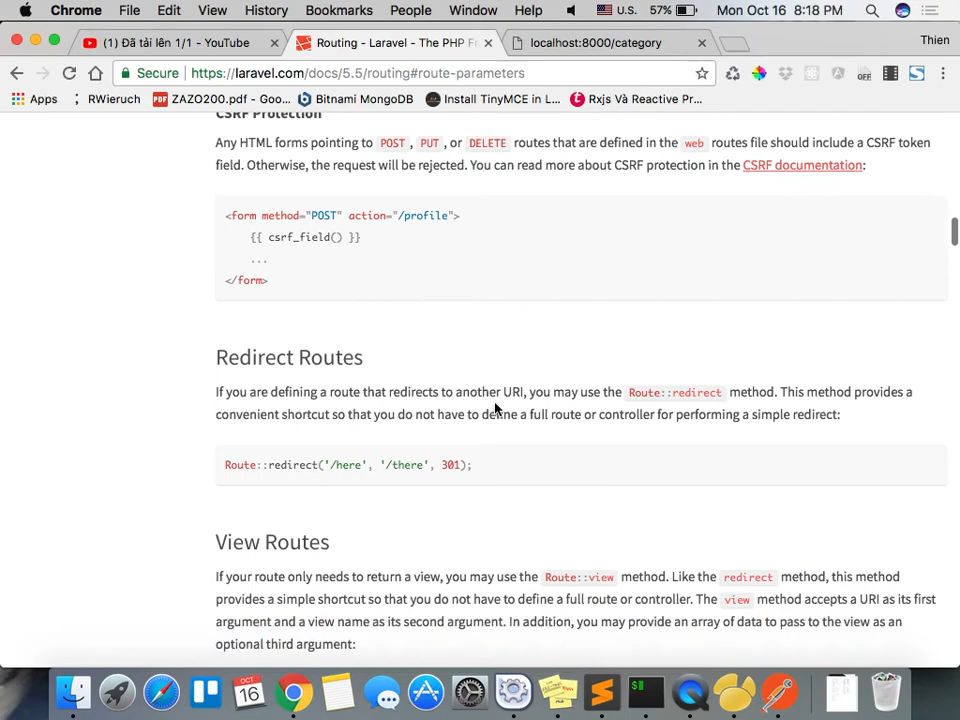 Chrome File Edit View History Bookmarks People Window Help U.S. 57% Mon Oct 16 8:18 PM
(1) Đã tải lên 1/1 - YouTube Routing - Laravel - The PHP Fr localhost:8000/category Thien
Secure https://laravel.com/docs/5.5/routing#route-parameters OFF
Apps RWieruch PDF ZAZO200.pdf - Goo... Bitnami MongoDB Install TinyMCE in L... Rxjs Và Reactive Pr...
CSRF Protection
Any HTML forms pointing to POST, PUT, or DELETE routes that are defined in the web routes file should include a CSRF token
field. Otherwise, the request will be rejected. You can read more about CSRF protection in the CSRF documentation:
<form method="POST" action="/profile">
{{ csrf_field() }}
...
</form>
Redirect Routes
If you are defining a route that redirects to another URI, you may use the Route::redirect method. This method provides a
convenient shortcut so that you do not have to define a full route or controller for performing a simple redirect:
Route::redirect('/here', '/there', 301);
View Routes
If your route only needs to return a view, you may use the Route::view method. Like the redirect method, this method
provides a simple shortcut so that you do not have to define a full route or controller. The view method accepts a URI as its first
argument and a view name as its second argument. In addition, you may provide an array of data to pass to the view as an
optional third argument:
OCT
16
$